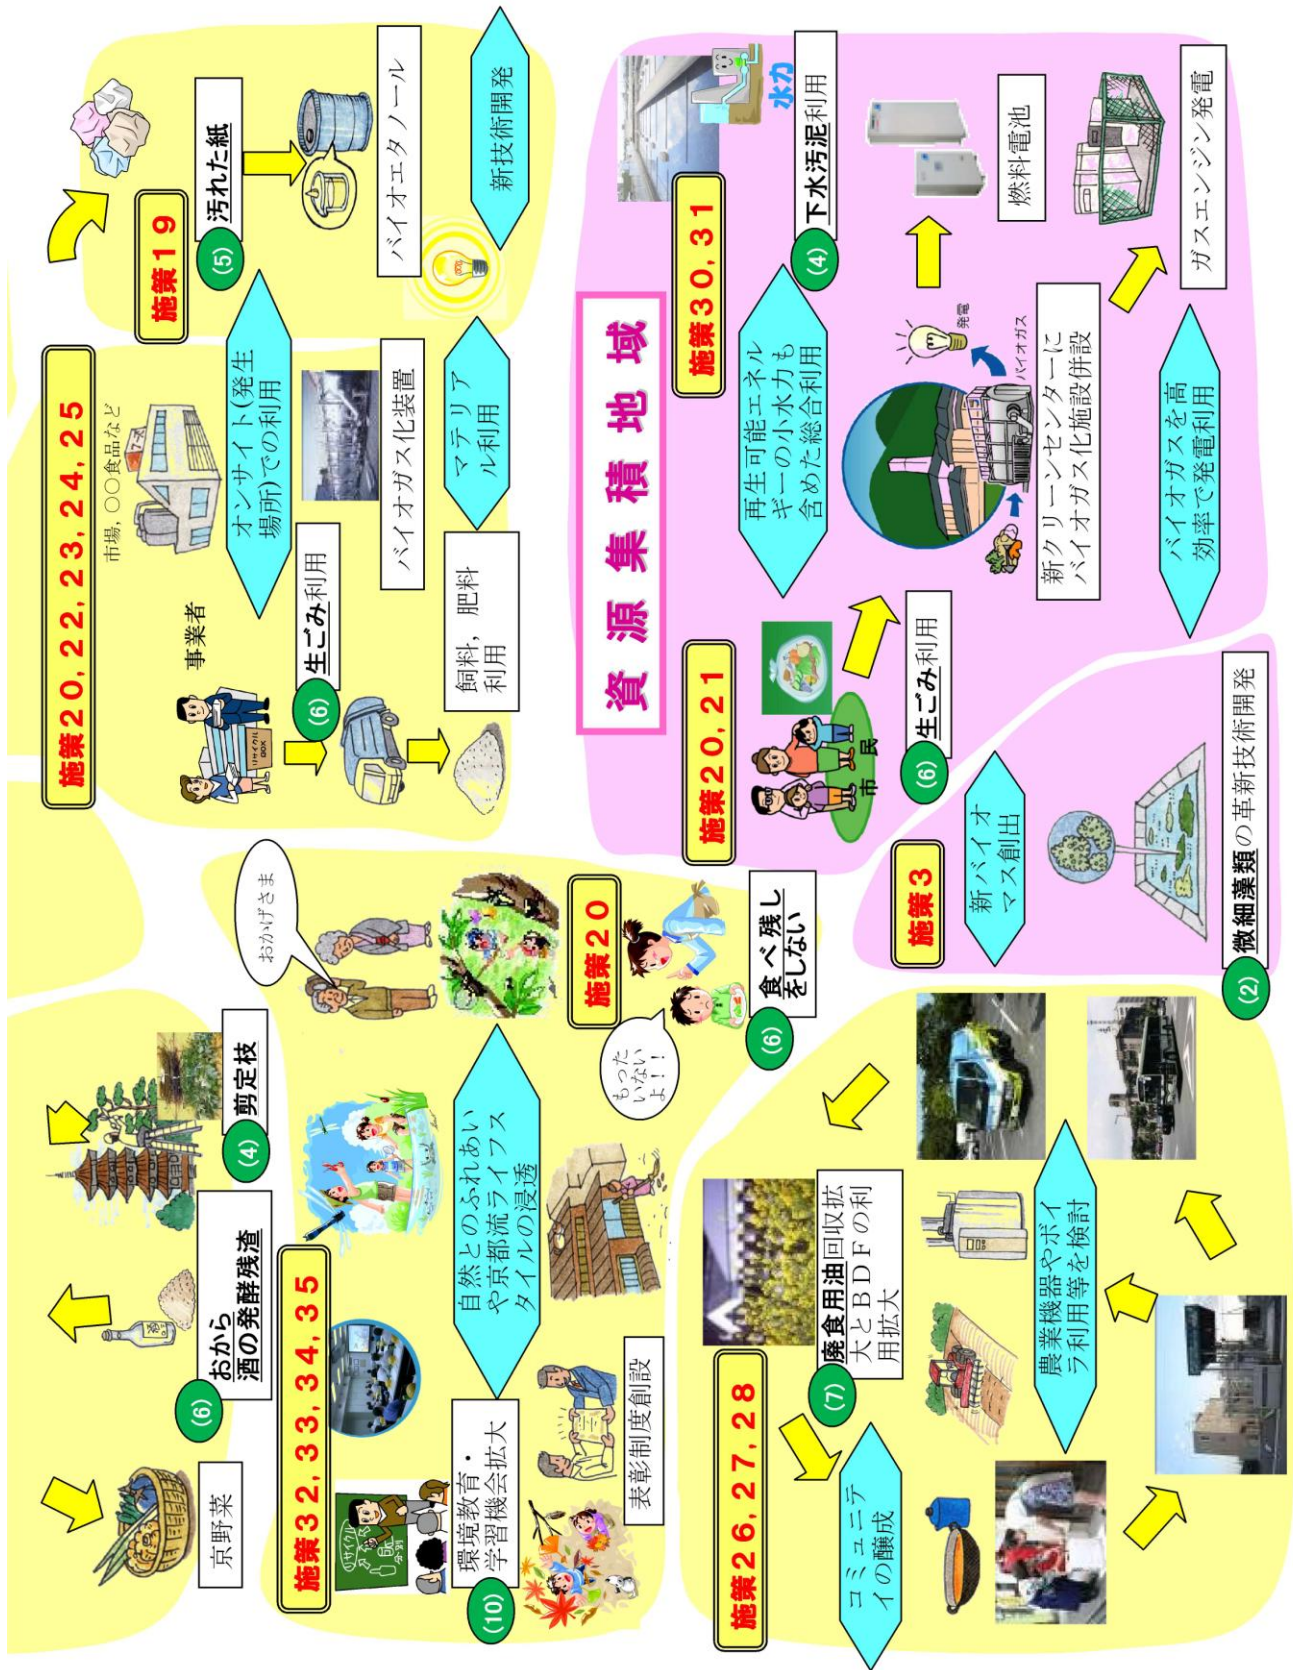 京野菜
(6)
おから
酒の発酵残渣
(4)
剪定枝
施策20, 22, 23, 24, 25
市場, 〇〇食品など
事業者
リサイクル
BOX
オンサイト(発生
場所)での利用
(6)
生ごみ利用
バイオガス化装置
飼料, 肥料
利用
マテリア
ル利用
施策19
(5)
汚れた紙
バイオエタノール
新技術開発
施策32, 33, 34, 35
リサイクル
分別
(10)
環境教育・
学習機会拡大
自然とのふれあい
や京都流ライフス
タイルの浸透
表彰制度創設
おかげさま
施策20
もった
いない
よ!!
(6)
食べ残し
をしない
資源集積地域
施策20, 21
市民
(6)
生ごみ利用
再生可能エネル
ギーの小水力も
含めた総合利用
施策30, 31
(4)
下水汚泥利用
水力
発電
バイオガス
新クリーンセンターに
バイオガス化施設併設
燃料電池
バイオガスを高
効率で発電利用
ガスエンジン発電
施策26, 27, 28
コミュニテ
イの醸成
(7)
廃食用油回収拡
大とBDFの利
用拡大
農業機器やボイ
ラ利用等を検討
施策3
新バイオ
マス創出
(2)
微細藻類の革新技術開発